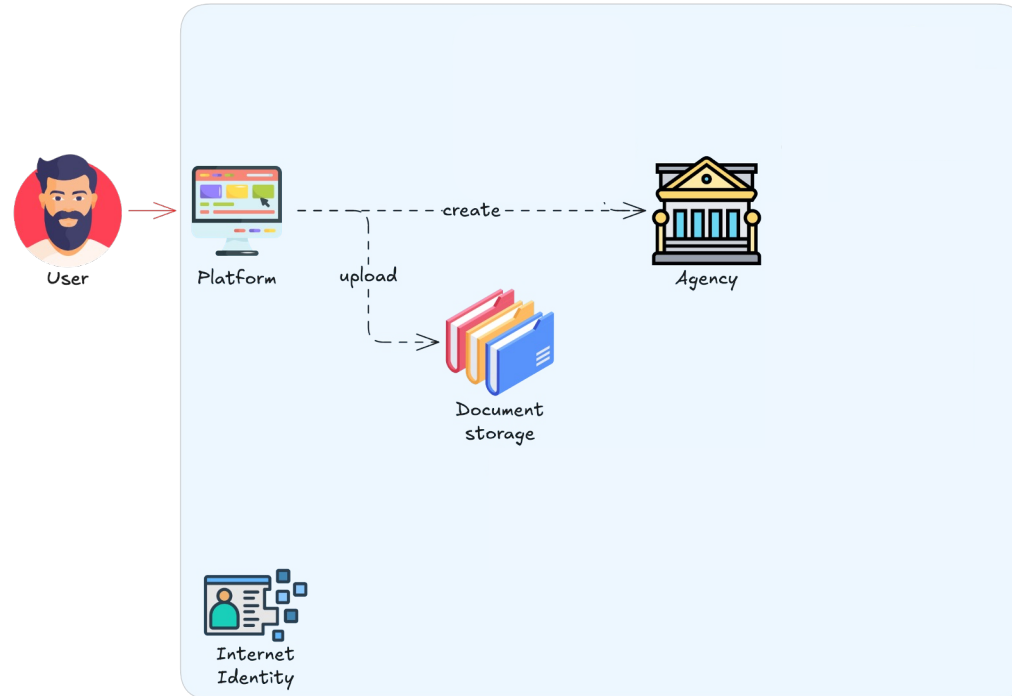 create
User
Platform
upload
Agency
Document
storage
Internet
Identity